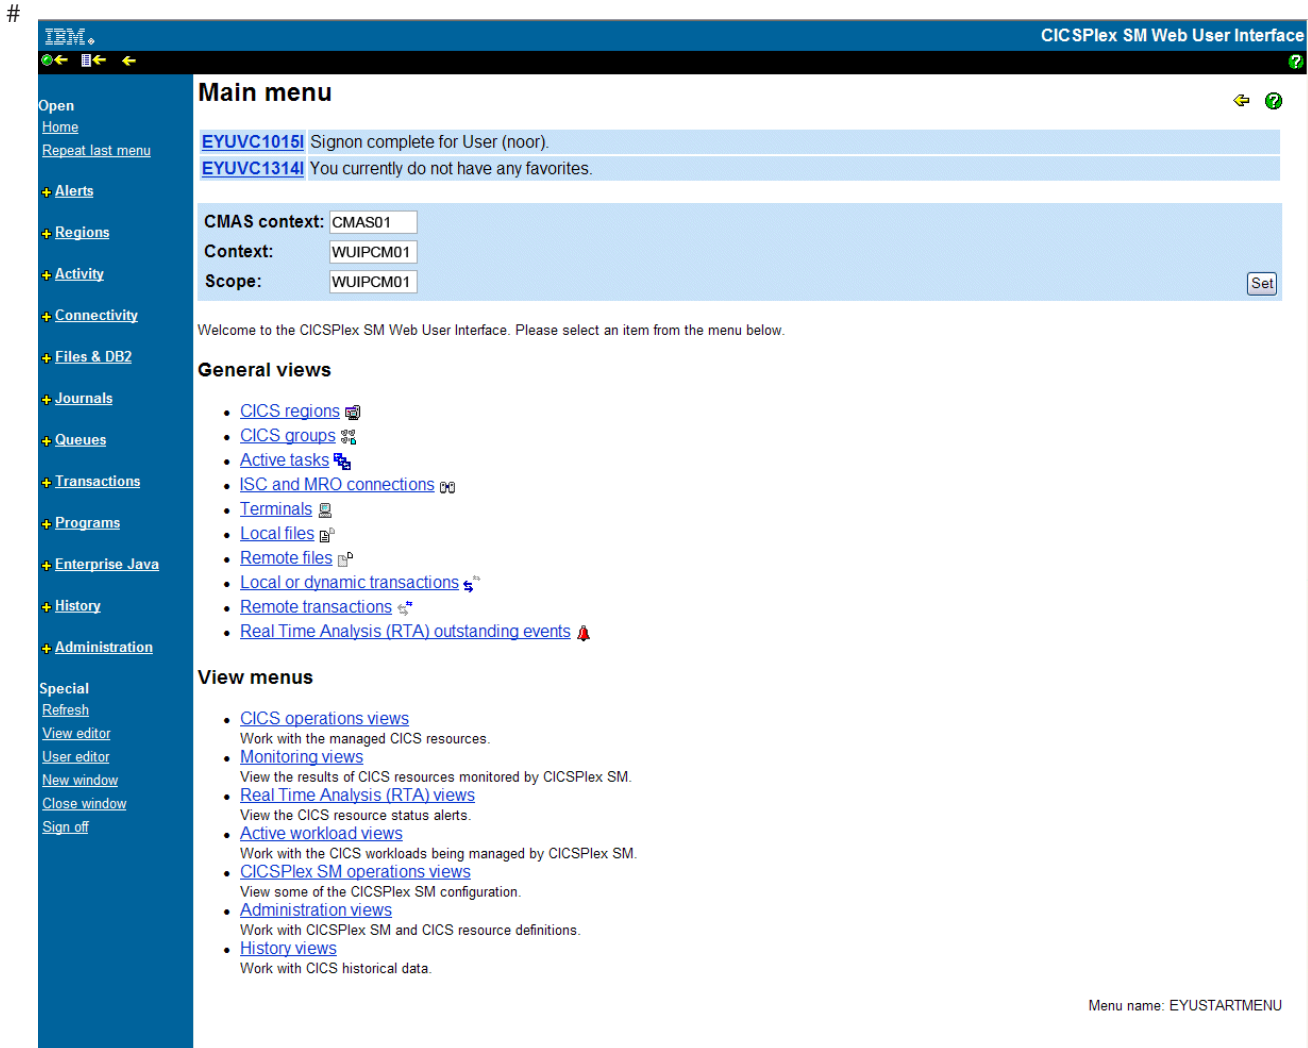 #
IBM
CICSPlex SM Web User Interface
Main menu
Open
Home
Repeat last menu
Alerts
Regions
Activity
Connectivity
Files & DB2
Journals
Queues
Transactions
Programs
Enterprise Java
History
Administration
Special
Refresh
View editor
User editor
New window
Close window
Sign off
EYUVC1015I Signon complete for User (noor).
EYUVC1314I You currently do not have any favorites.
CMAS context: CMAS01
Context: WUIPCM01
Scope: WUIPCM01
Set
Welcome to the CICSPlex SM Web User Interface. Please select an item from the menu below.
General views
CICS regions
CICS groups
Active tasks
ISC and MRO connections
Terminals
Local files
Remote files
Local or dynamic transactions
Remote transactions
Real Time Analysis (RTA) outstanding events
View menus
CICS operations views
Work with the managed CICS resources.
Monitoring views
View the results of CICS resources monitored by CICSPlex SM.
Real Time Analysis (RTA) views
View the CICS resource status alerts.
Active workload views
Work with the CICS workloads being managed by CICSPlex SM.
CICSPlex SM operations views
View some of the CICSPlex SM configuration.
Administration views
Work with CICSPlex SM and CICS resource definitions.
History views
Work with CICS historical data.
Menu name: EYUSTARTMENU